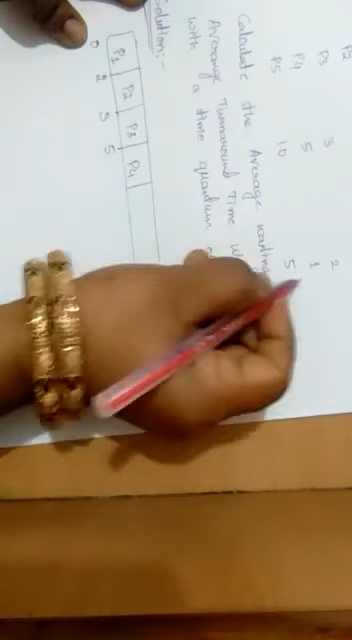 P2
P3 3 2
P4 5 1
P5 10 5
Calculate the Average waiting
Average Turnaround Time
with a time quantum
Solution:-
P1 P2 P3 P4
0 2 3 5